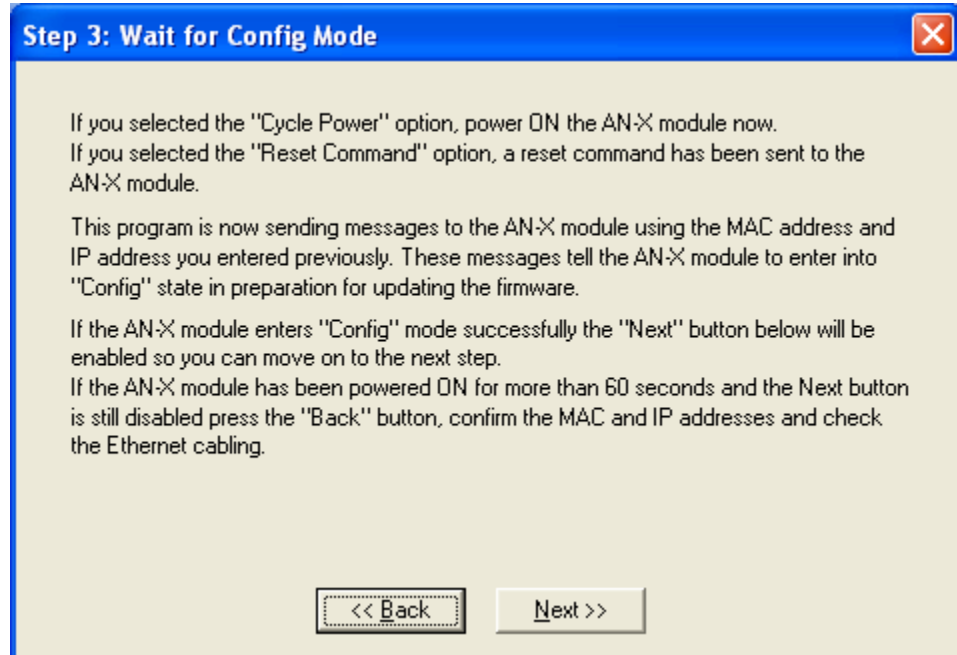 Step 3: Wait for Config Mode
If you selected the "Cycle Power" option, power ON the AN-X module now.
If you selected the "Reset Command" option, a reset command has been sent to the
AN-X module.
This program is now sending messages to the AN-X module using the MAC address and
IP address you entered previously. These messages tell the AN-X module to enter into
"Config" state in preparation for updating the firmware.
If the AN-X module enters "Config" mode successfully the "Next" button below will be
enabled so you can move on to the next step.
If the AN-X module has been powered ON for more than 60 seconds and the Next button
is still disabled press the "Back" button, confirm the MAC and IP addresses and check
the Ethernet cabling.
<< Back Next >>